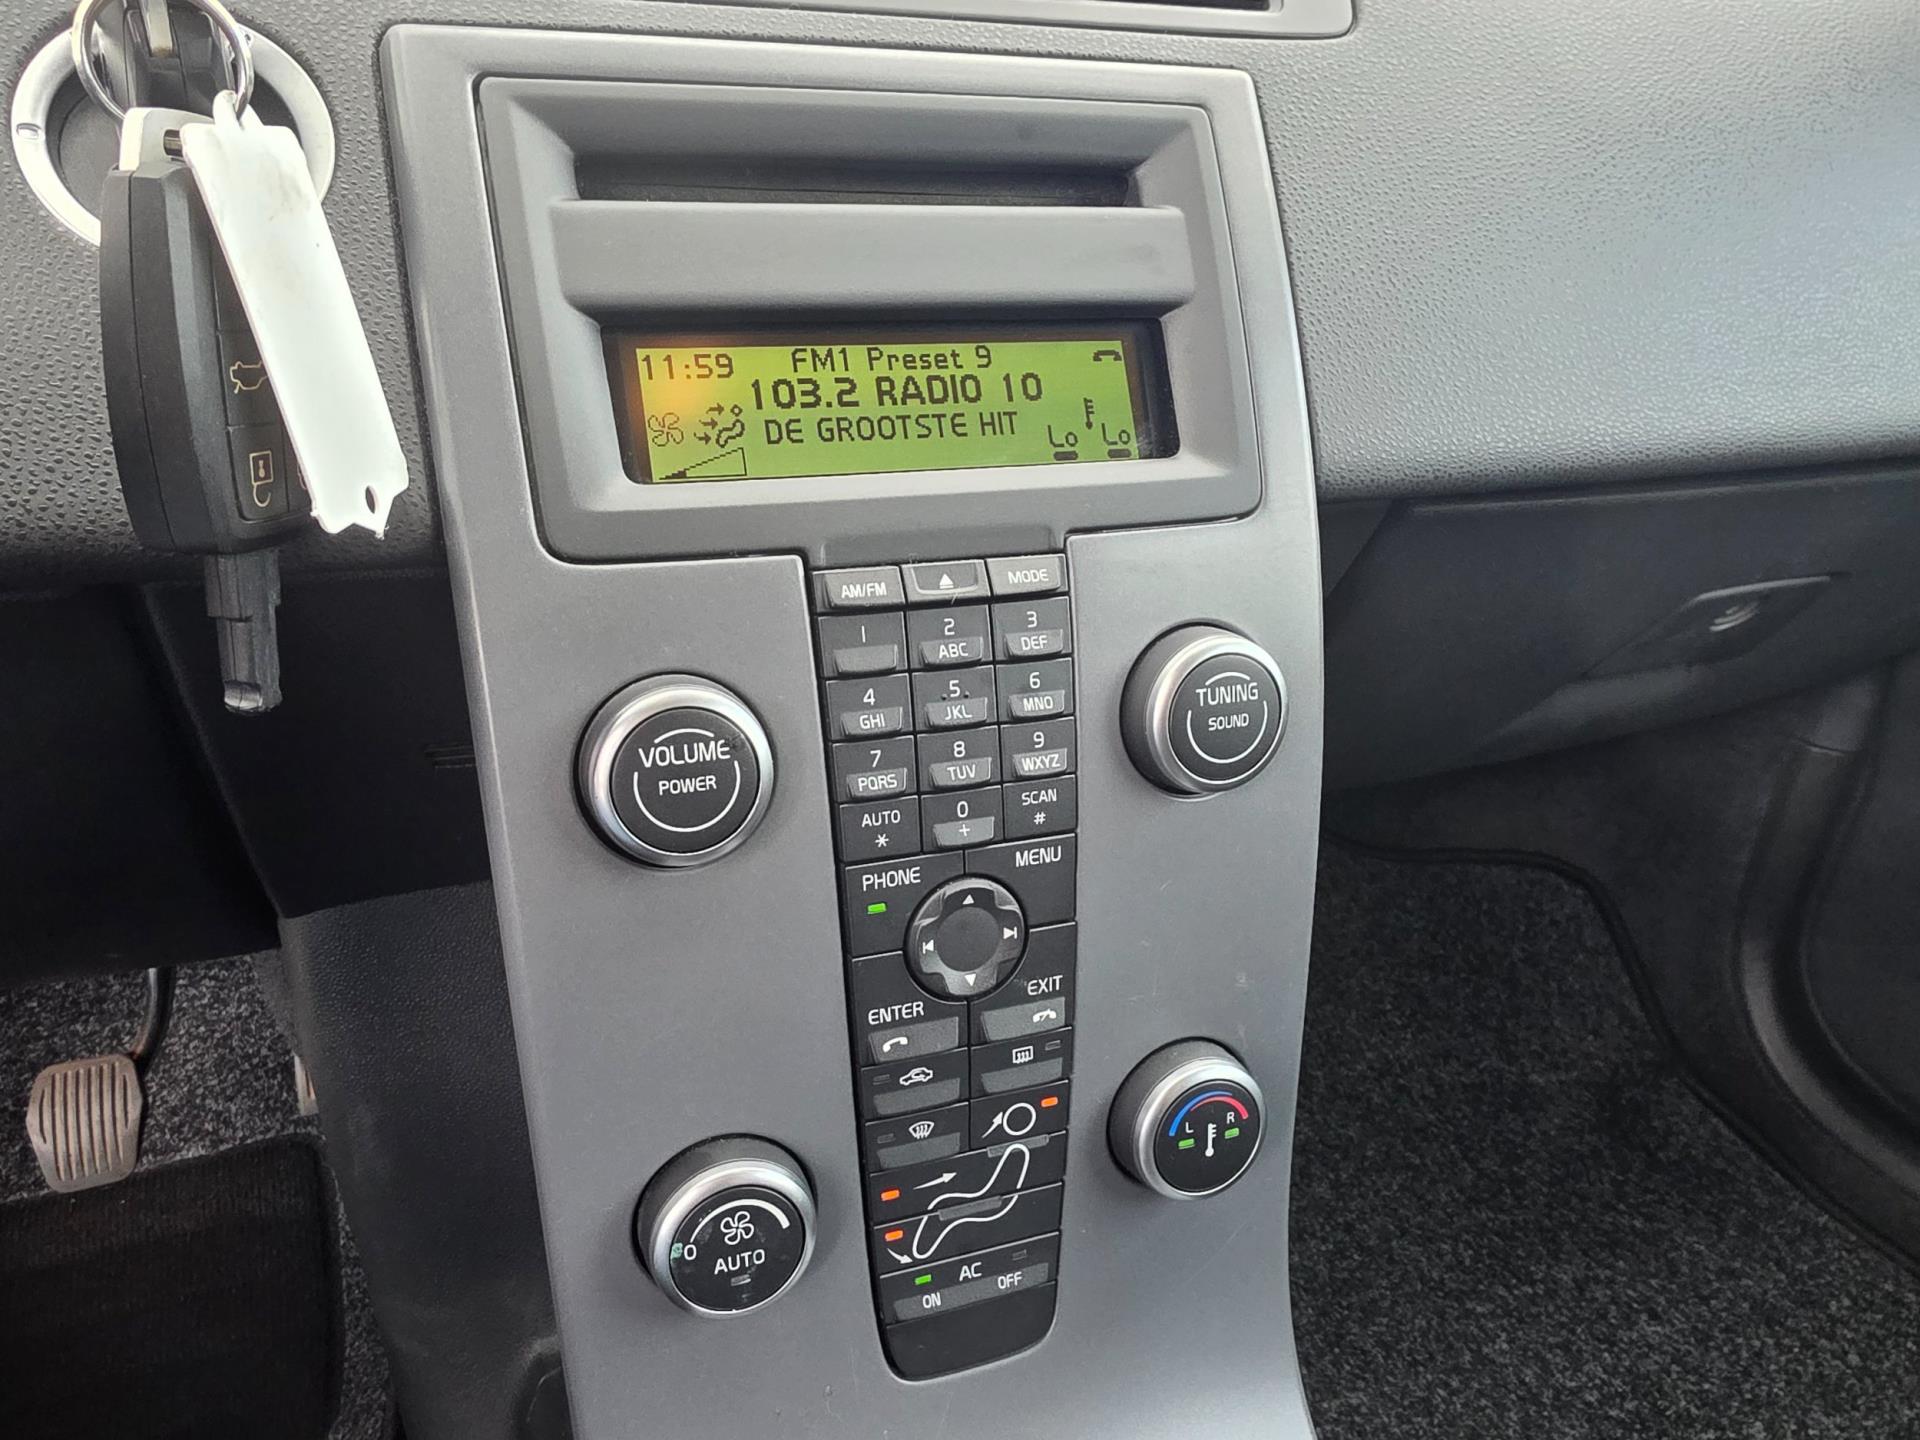 11:59 FM1 Preset 9
103.2 RADIO 10
DE GROOTSTE HIT
Lo Lo
AM/FM MODE
1 2 3
ABC DEF
4 5 6
GHI JKL MNO
7 8 9
PQRS TUV WXYZ
AUTO 0 SCAN
* + #
VOLUME
POWER
TUNING
SOUND
PHONE MENU
ENTER EXIT
L R
0
AUTO
AC
ON OFF